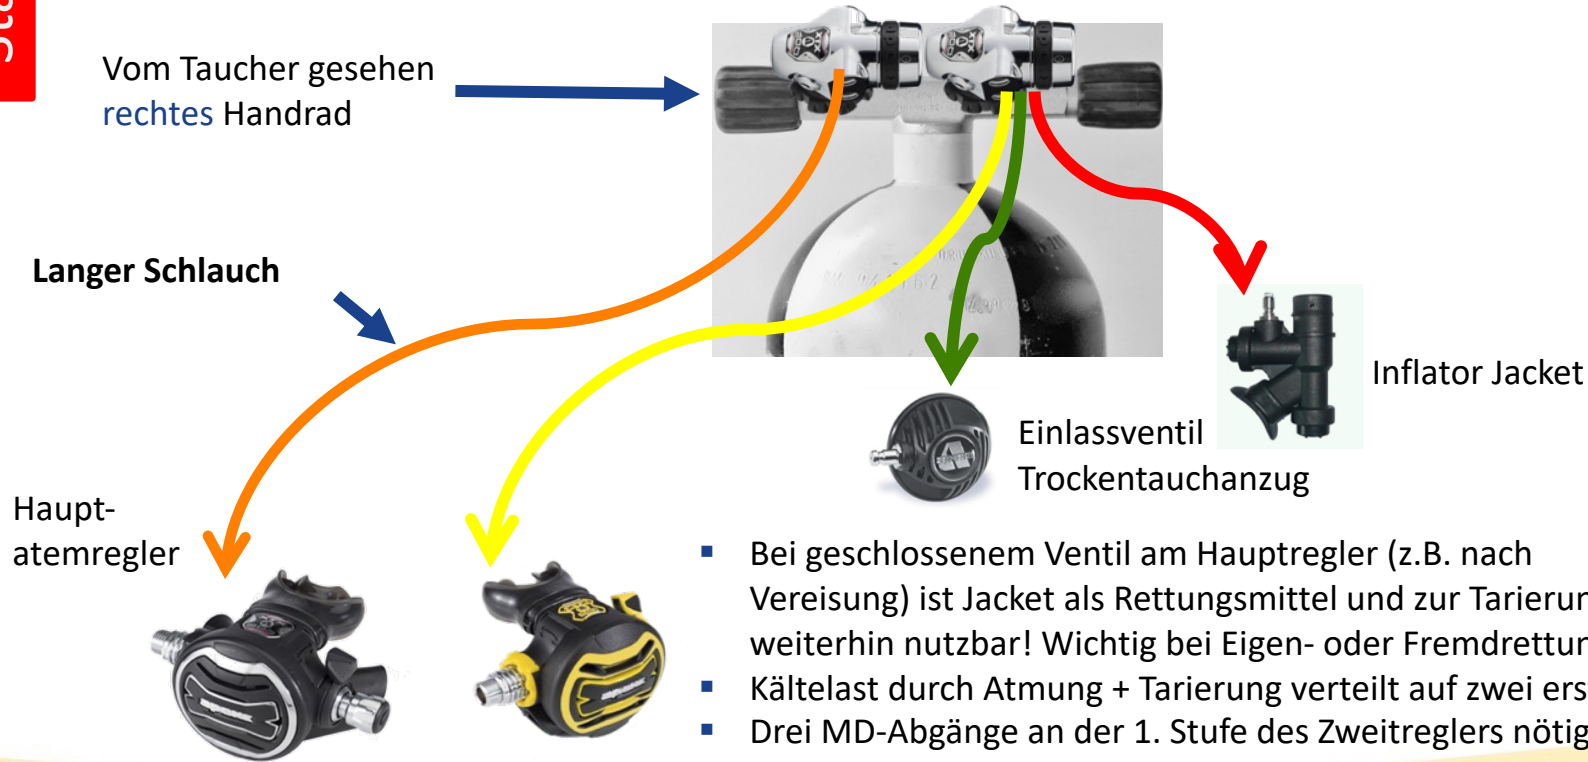 Vom Taucher gesehen
rechtes Handrad
Langer Schlauch
Inflator Jacket
Einlassventil
Trockentauchanzug
Haupt-
atemregler
▪ Bei geschlossenem Ventil am Hauptregler (z.B. nach
Vereisung) ist Jacket als Rettungsmittel und zur Tarierun
weiterhin nutzbar! Wichtig bei Eigen- oder Fremdrettun
▪ Kältelast durch Atmung + Tarierung verteilt auf zwei ers
▪ Drei MD-Abgänge an der 1. Stufe des Zweitreglers nötig